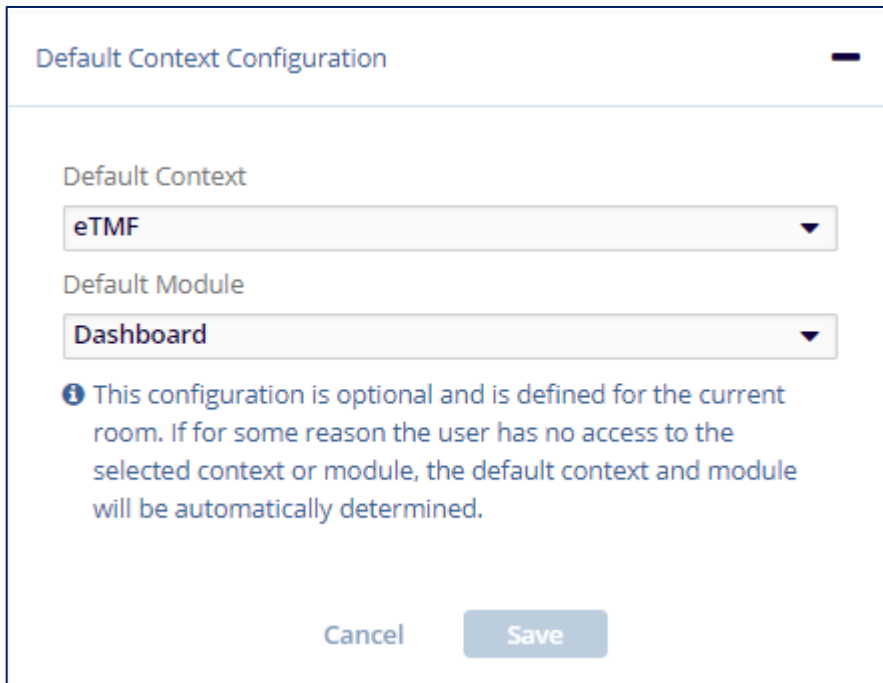 Default Context Configuration
Default Context
eTMF
Default Module
Dashboard
This configuration is optional and is defined for the current
room. If for some reason the user has no access to the
selected context or module, the default context and module
will be automatically determined.
Cancel
Save